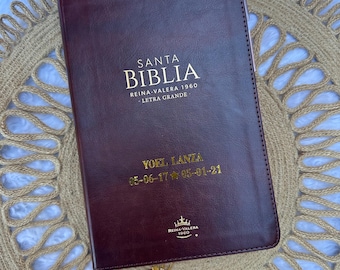 SANTA
BIBLIA
REINA-VALERA 1960
LETRA GRANDE
YOEL LANZA
05-06-17★05-01-21
REINA-VALERA
1960